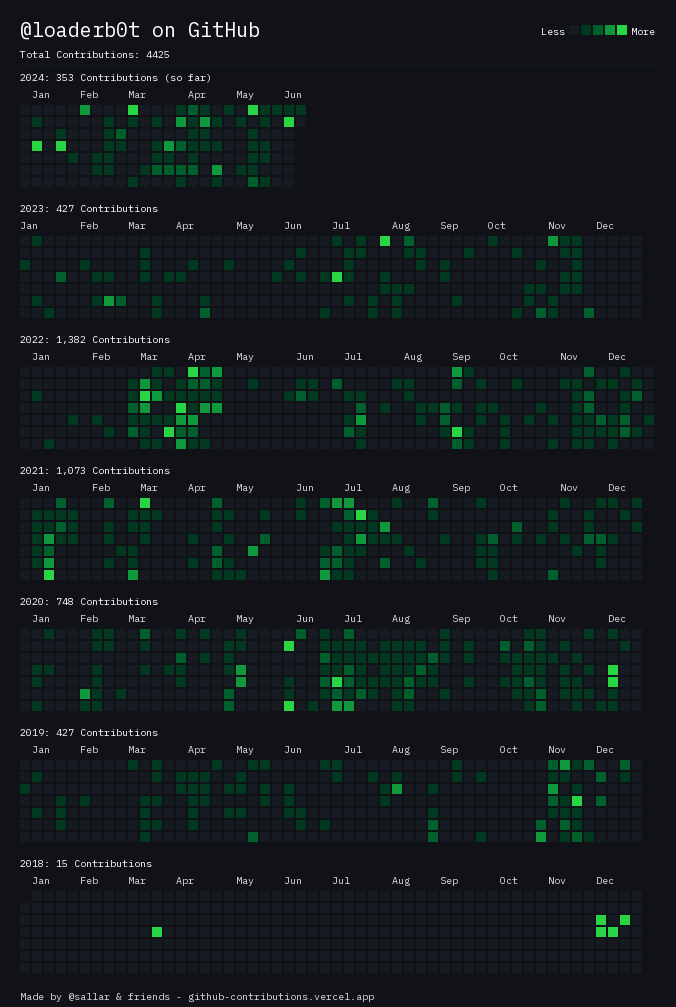 @loaderb0t on GitHub
Less More
Total Contributions: 4425
2024: 353 Contributions (so far)
Jan Feb Mar Apr May Jun
2023: 427 Contributions
Jan Feb Mar Apr May Jun Jul Aug Sep Oct Nov Dec
2022: 1,382 Contributions
Jan Feb Mar Apr May Jun Jul Aug Sep Oct Nov Dec
2021: 1,073 Contributions
Jan Feb Mar Apr May Jun Jul Aug Sep Oct Nov Dec
2020: 748 Contributions
Jan Feb Mar Apr May Jun Jul Aug Sep Oct Dec
2019: 427 Contributions
Jan Feb Mar Apr May Jun Jul Aug Sep Oct Nov Dec
2018: 15 Contributions
Jan Feb Mar Apr May Jun Jul Aug Sep Oct Nov Dec
Made by @sallar & friends - github-contributions.vercel.app